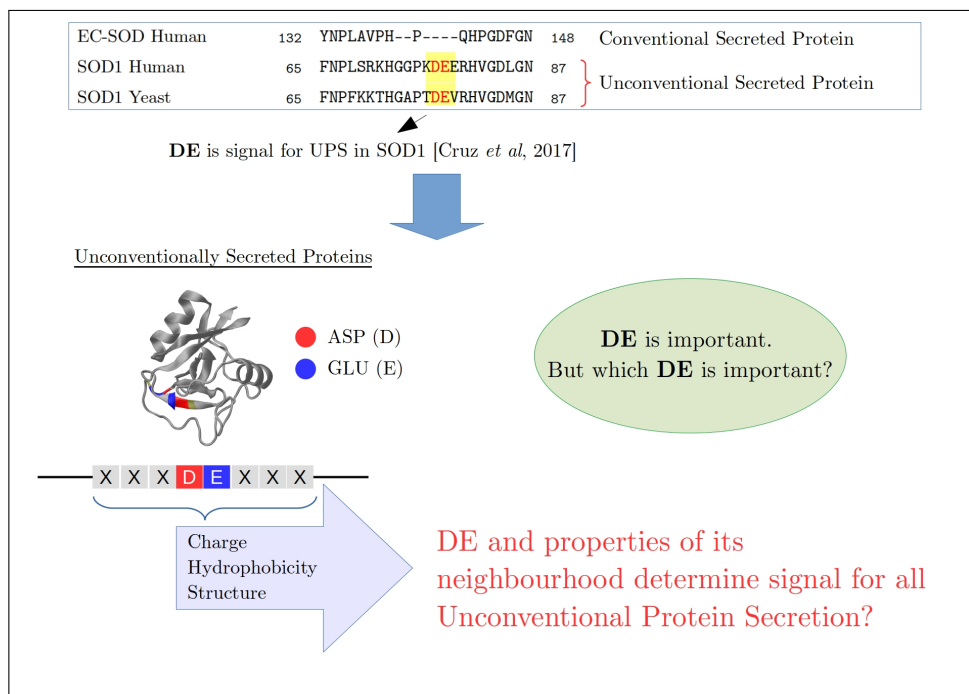 EC-SOD Human 132 YNPLAVPH--P----QHPGDFGN 148 Conventional Secreted Protein
SOD1 Human 65 FNPLSRKHGGPKDEERHVGDLGN 87
Unconventional Secreted Protein
SOD1 Yeast 65 FNPFKKTHGAPTDEVRHVGDMGN 87
DE is signal for UPS in SOD1 [Cruz et al, 2017]
Unconventionally Secreted Proteins
ASP (D)
GLU (E)
DE is important.
But which DE is important?
X X X D E X X X
Charge
Hydrophobicity
Structure
DE and properties of its
neighbourhood determine signal for all
Unconventional Protein Secretion?